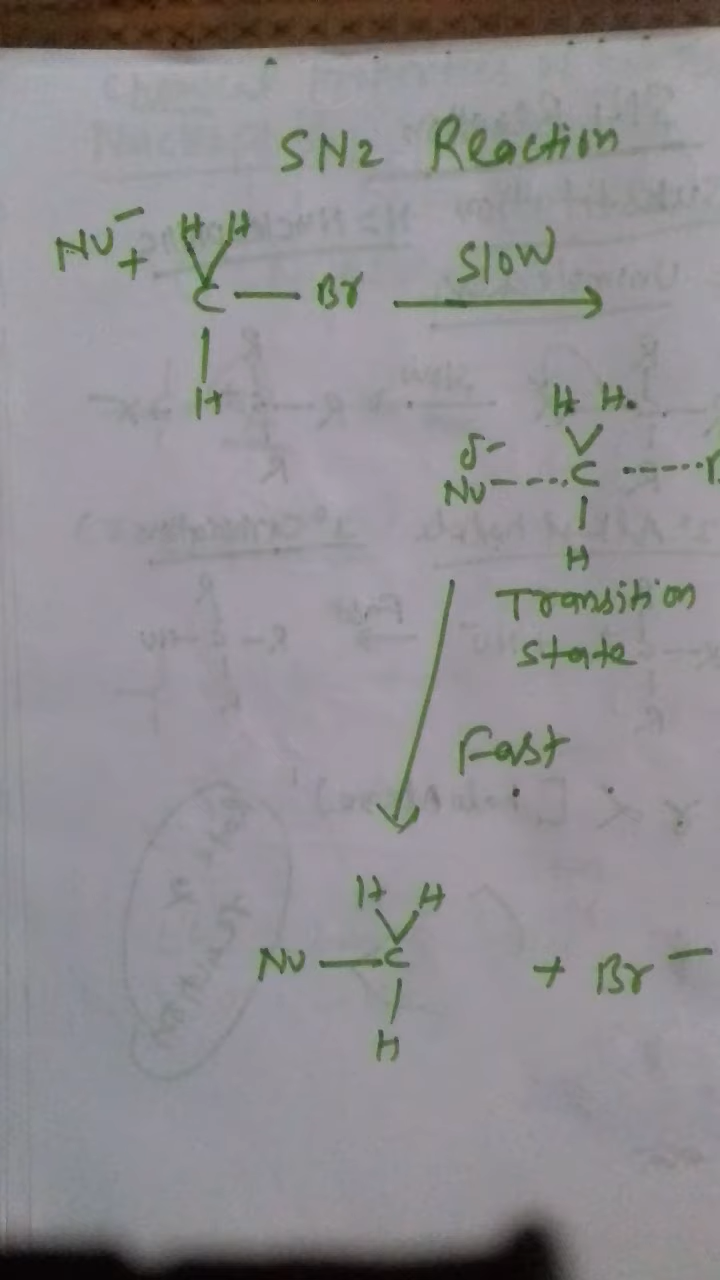 SN2 Reaction
Nu⁻ + H H
C — Br
slow
H
H H
δ⁻
Nu----C-----
H
Transition
state
Fast
H H
Nu — C + Br⁻
H